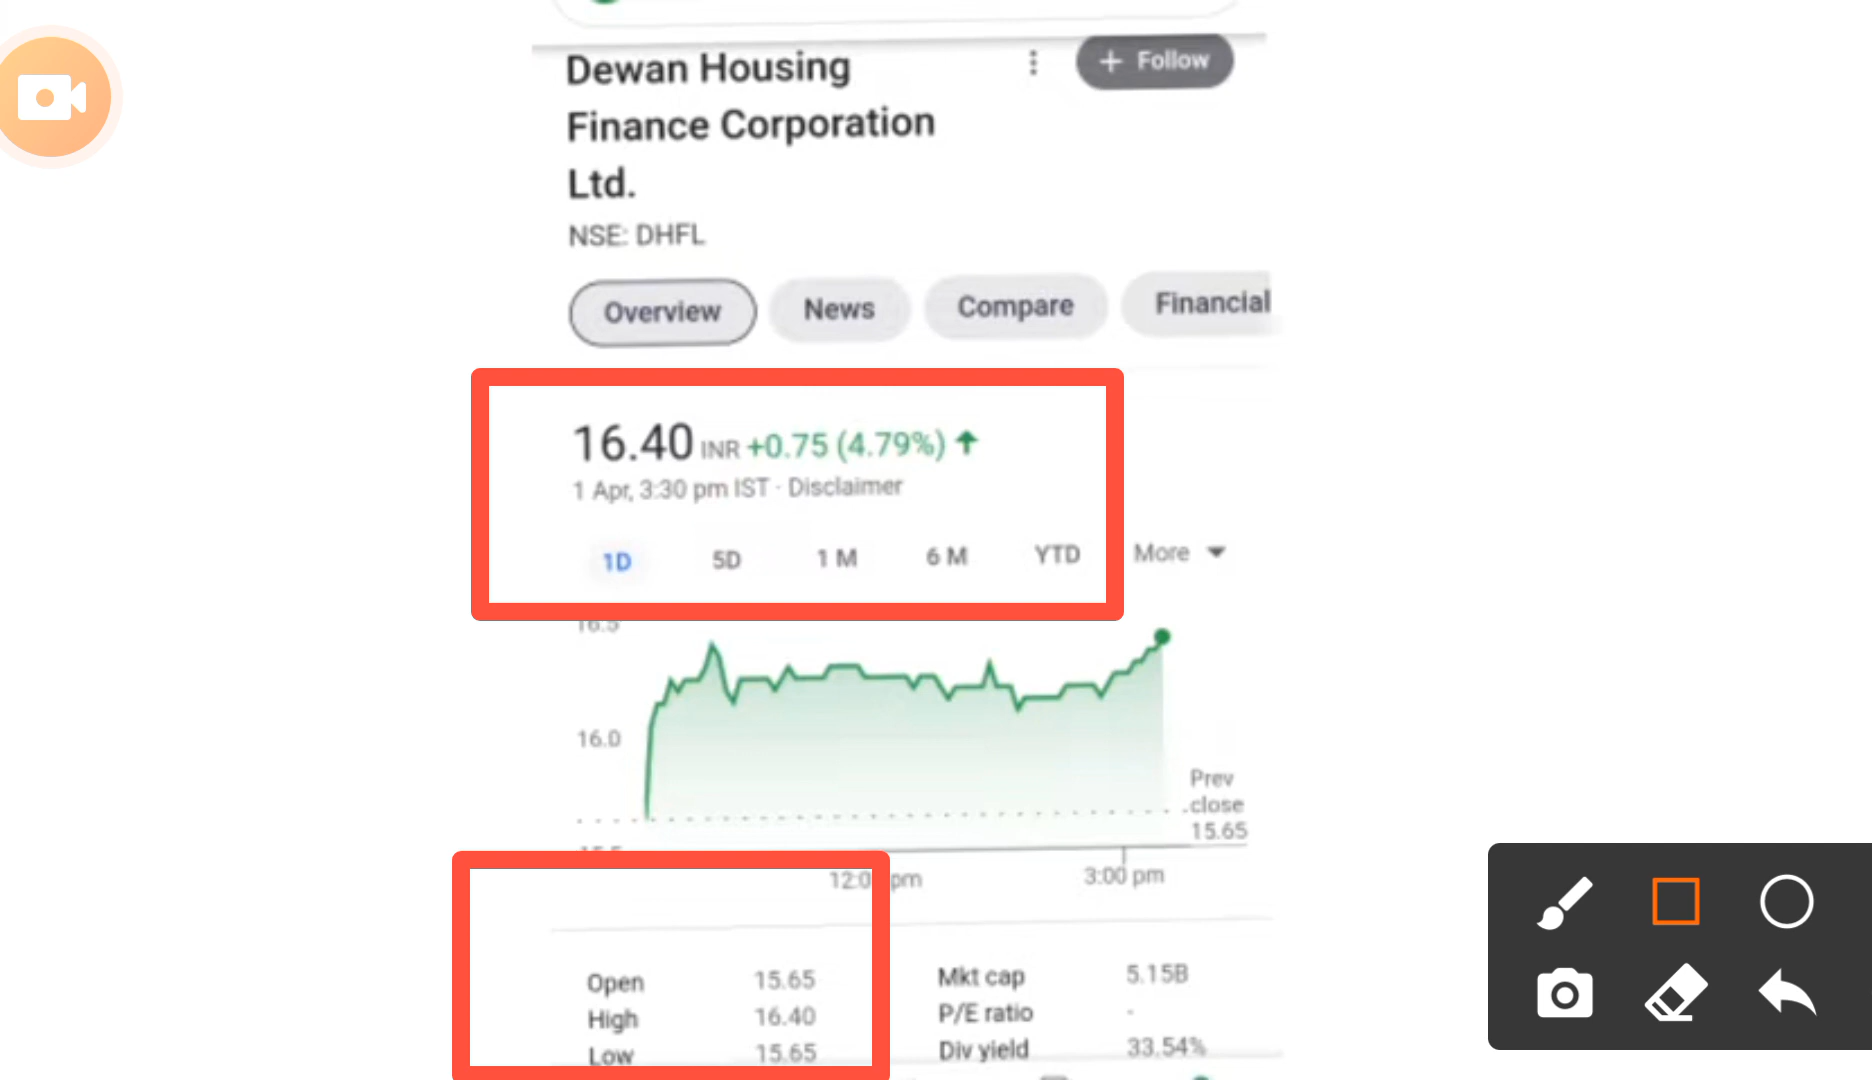 Dewan Housing
Finance Corporation
Ltd.
+ Follow
NSE: DHFL
Overview News Compare Financial
16.40 INR +0.75 (4.79%)
1 Apr, 3:30 pm IST · Disclaimer
1D 5D 1 M 6 M YTD More
16.5
16.0
Prev
close
15.65
pm 3:00 pm
Open 15.65 Mkt cap 5.15B
High 16.40 P/E ratio -
Low 15.65 Div yield 33.54%